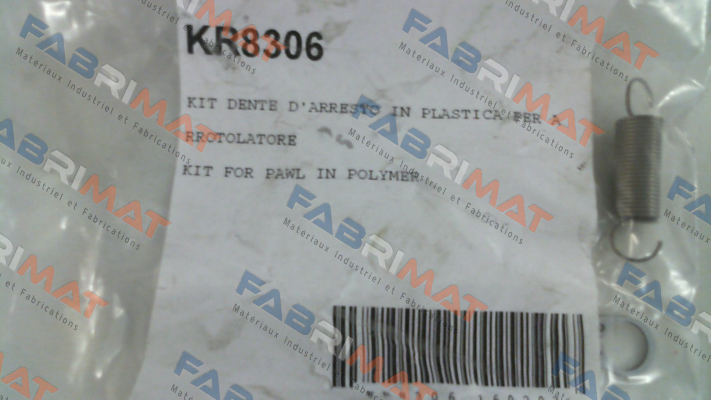 KR8306
KIT DENTE D'ARRESTO IN PLASTICA PER A
RROTOLATORE
KIT FOR PAWL IN POLYMER
FABRIMAT
Materiaux Industriel et Fabrications